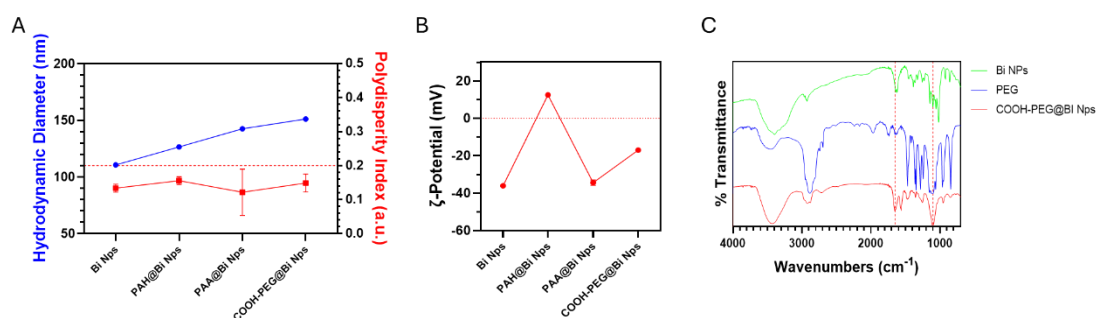 A
Hydrodynamic Diameter (nm)
200
150
100
50
0.5
0.4
0.3
0.2
0.1
0.0
Polydisperity Index (a.u.)
Bi Nps
PAH@Bi Nps
PAA@Bi Nps
COOH-PEG@Bi Nps
B
ζ-Potential (mV)
20
0
-20
-40
-60
Bi Nps
PAH@Bi Nps
PAA@Bi Nps
COOH-PEG@Bi Nps
C
% Transmittance
4000
3000
2000
1000
Wavenumbers (cm⁻¹)
Bi NPs
PEG
COOH-PEG@BI Nps